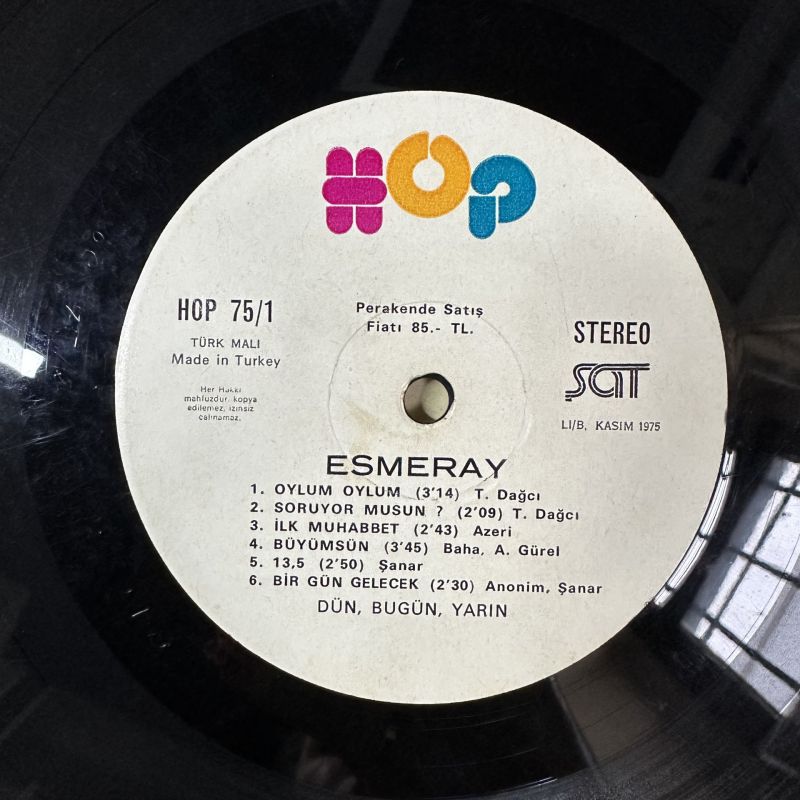 HOP
HOP 75/1
TÜRK MALI
Made in Turkey
Her Hakkı
mahfuzdur, kopya
edilemez, izinsiz
çalınamaz.
Perakende Satış
Fiatı 85.- TL.
STEREO
SAT
LI/B, KASIM 1975
ESMERAY
1. OYLUM OYLUM (3'14) T. Dağcı
2. SORUYOR MUSUN ? (2'09) T. Dağcı
3. İLK MUHABBET (2'43) Azeri
4. BÜYÜMSÜN (3'45) Baha, A. Gürel
5. 13,5 (2'50) Şanar
6. BİR GÜN GELECEK (2'30) Anonim, Şanar
DÜN, BUGÜN, YARIN